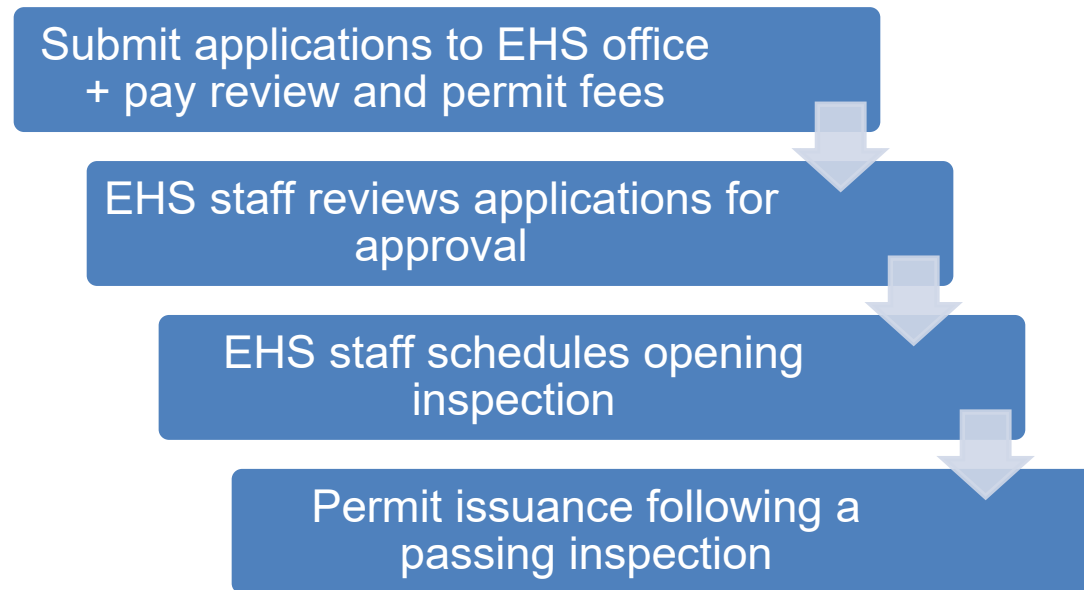 Submit applications to EHS office
+ pay review and permit fees
EHS staff reviews applications for
approval
EHS staff schedules opening
inspection
Permit issuance following a
passing inspection